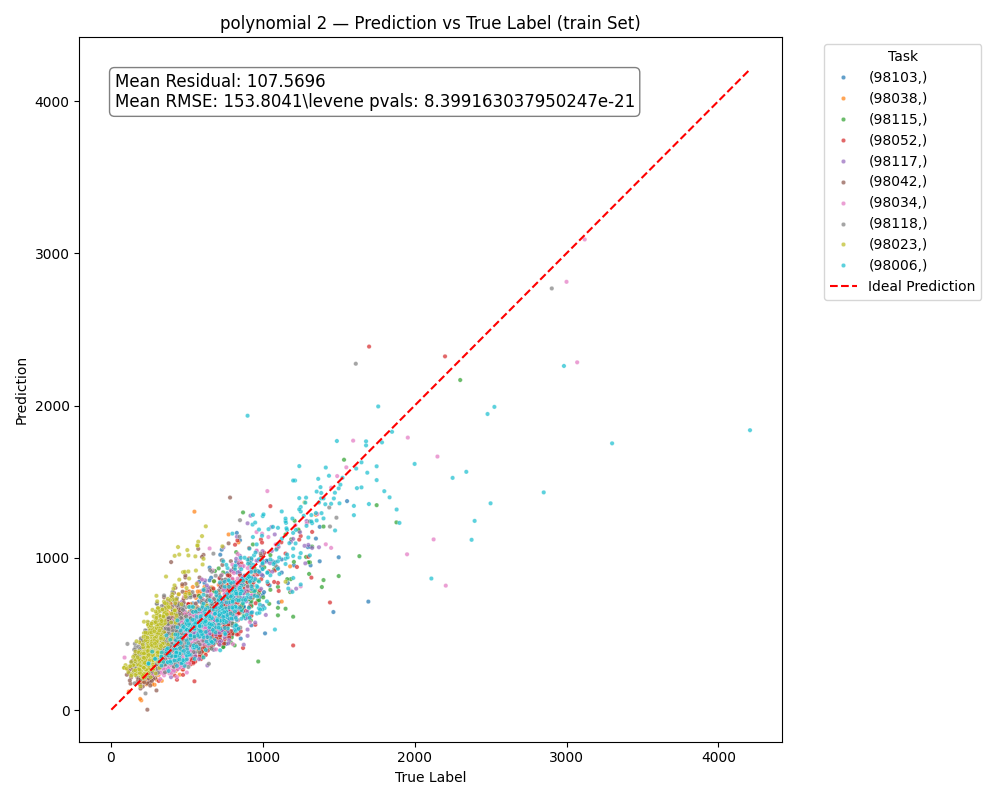 polynomial 2 — Prediction vs True Label (train Set)
Mean Residual: 107.5696
Mean RMSE: 153.8041\levene pvals: 8.399163037950247e-21
Prediction
4000
3000
2000
1000
0
0 1000 2000 3000 4000
True Label
Task
(98103,)
(98038,)
(98115,)
(98052,)
(98117,)
(98042,)
(98034,)
(98118,)
(98023,)
(98006,)
Ideal Prediction